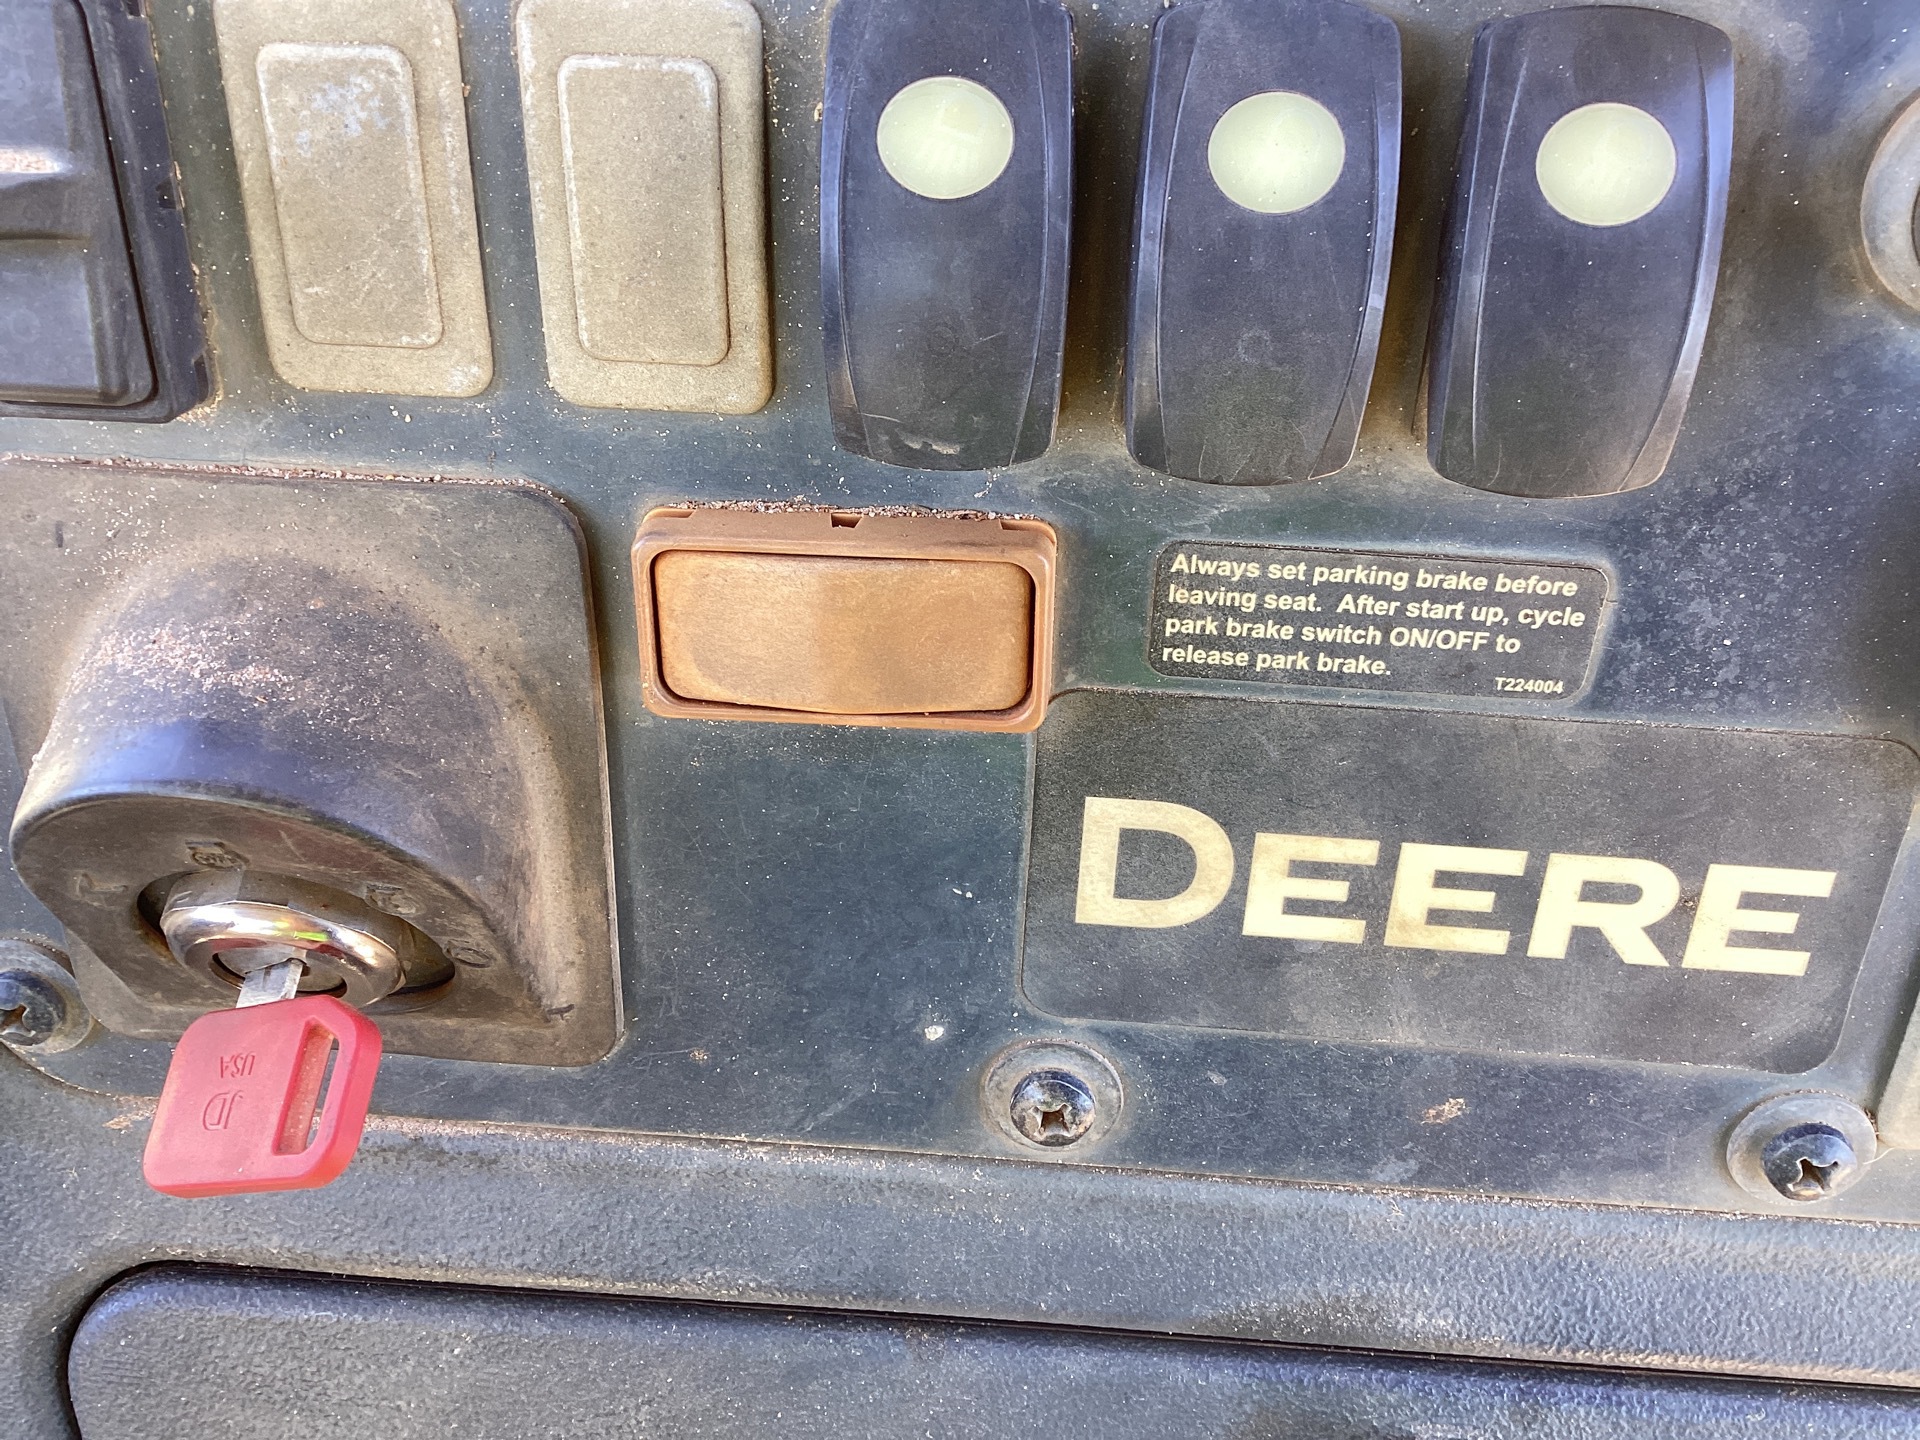 Always set parking brake before
leaving seat. After start up, cycle
park brake switch ON/OFF to
release park brake.
T224004
DEERE
JD
USA